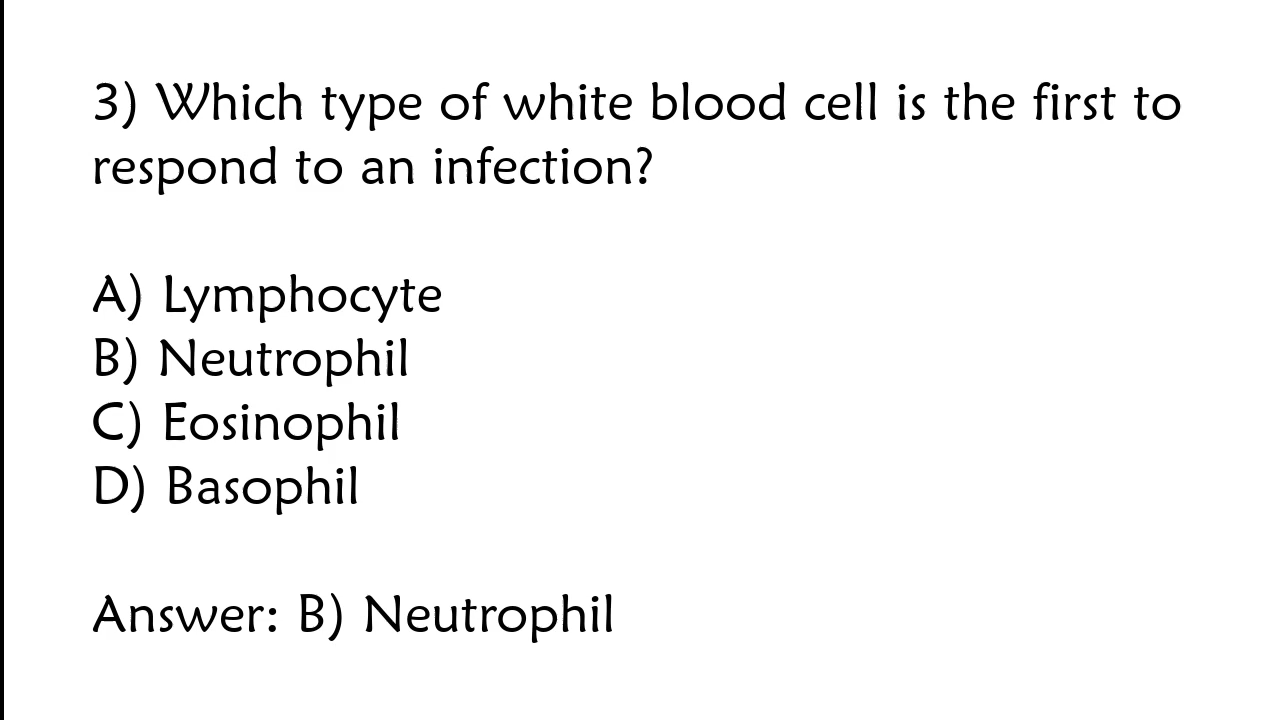 3) Which type of white blood cell is the first to
respond to an infection?
A) Lymphocyte
B) Neutrophil
C) Eosinophil
D) Basophil
Answer: B) Neutrophil